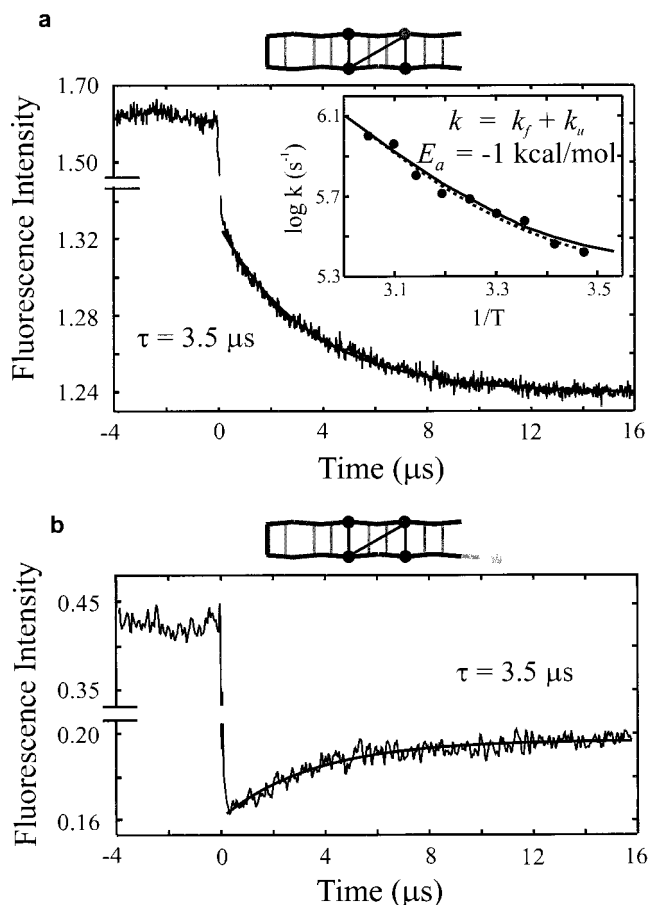 a
1.70
1.50
1.32
1.28
1.24
Fluorescence Intensity
τ = 3.5 μs
6.1
5.7
5.3
log k (s⁻¹)
k = k_f + k_u
E_a = -1 kcal/mol
3.1 3.3 3.5
1/T
-4 0 4 8 12 16
Time (μs)
b
0.45
0.35
0.20
0.16
Fluorescence Intensity
τ = 3.5 μs
-4 0 4 8 12 16
Time (μs)